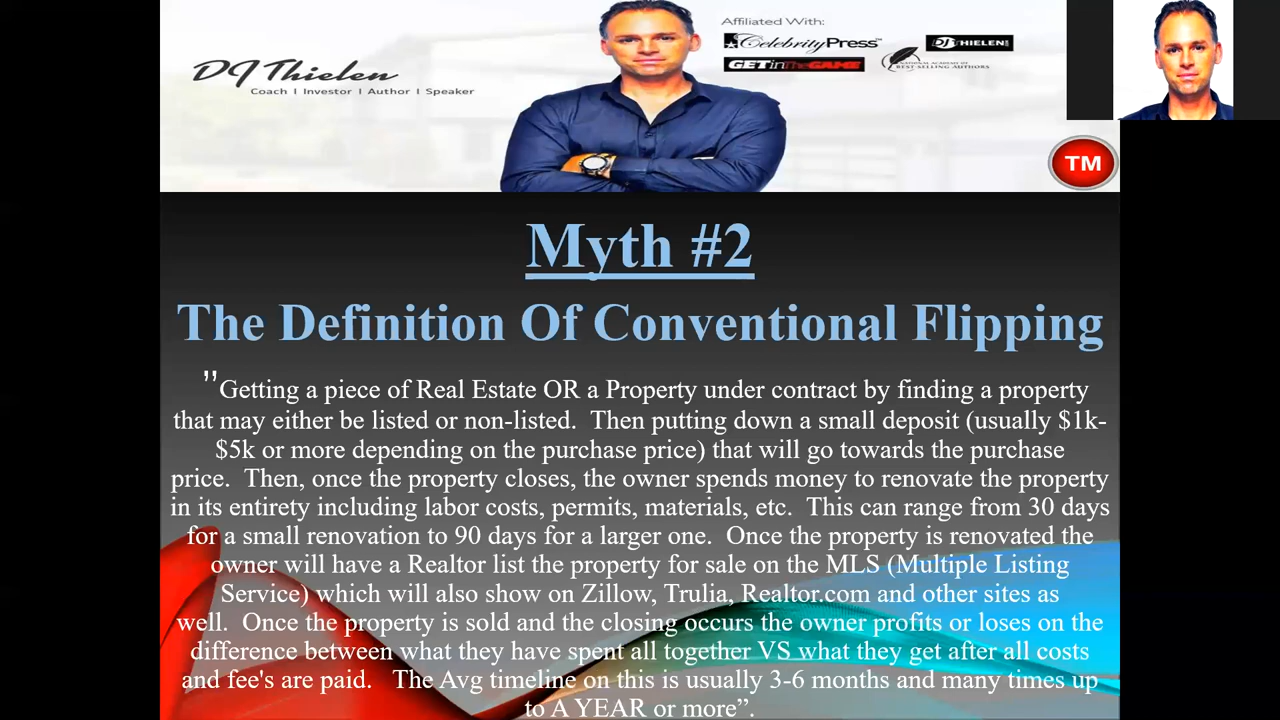 DJ Thielen
Coach | Investor | Author | Speaker
Affiliated With:
CelebrityPress™
DJ THIELEN
GET in the GAME
NATIONAL ACADEMY OF
BEST-SELLING AUTHORS
TM
Myth #2
The Definition Of Conventional Flipping
"Getting a piece of Real Estate OR a Property under contract by finding a property
that may either be listed or non-listed.  Then putting down a small deposit (usually $1k-
$5k or more depending on the purchase price) that will go towards the purchase
price.  Then, once the property closes, the owner spends money to renovate the property
in its entirety including labor costs, permits, materials, etc.  This can range from 30 days
for a small renovation to 90 days for a larger one.  Once the property is renovated the
owner will have a Realtor list the property for sale on the MLS (Multiple Listing
Service) which will also show on Zillow, Trulia, Realtor.com and other sites as
well.  Once the property is sold and the closing occurs the owner profits or loses on the
difference between what they have spent all together VS what they get after all costs
and fee's are paid.   The Avg timeline on this is usually 3-6 months and many times up
to A YEAR or more”.